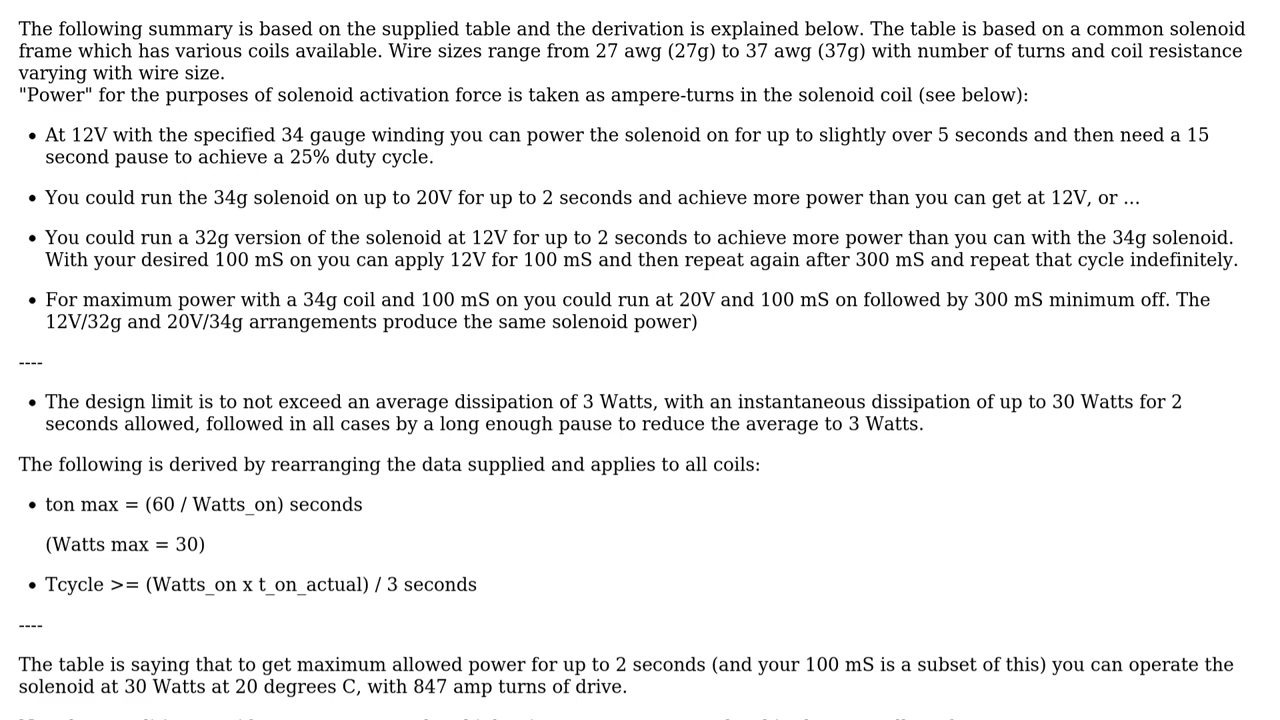 The following summary is based on the supplied table and the derivation is explained below. The table is based on a common solenoid
frame which has various coils available. Wire sizes range from 27 awg (27g) to 37 awg (37g) with number of turns and coil resistance
varying with wire size.
"Power" for the purposes of solenoid activation force is taken as ampere-turns in the solenoid coil (see below):
• At 12V with the specified 34 gauge winding you can power the solenoid on for up to slightly over 5 seconds and then need a 15
second pause to achieve a 25% duty cycle.
• You could run the 34g solenoid on up to 20V for up to 2 seconds and achieve more power than you can get at 12V, or ...
• You could run a 32g version of the solenoid at 12V for up to 2 seconds to achieve more power than you can with the 34g solenoid.
With your desired 100 mS on you can apply 12V for 100 mS and then repeat again after 300 mS and repeat that cycle indefinitely.
• For maximum power with a 34g coil and 100 mS on you could run at 20V and 100 mS on followed by 300 mS minimum off. The
12V/32g and 20V/34g arrangements produce the same solenoid power)
----
• The design limit is to not exceed an average dissipation of 3 Watts, with an instantaneous dissipation of up to 30 Watts for 2
seconds allowed, followed in all cases by a long enough pause to reduce the average to 3 Watts.
The following is derived by rearranging the data supplied and applies to all coils:
• ton max = (60 / Watts_on) seconds
(Watts max = 30)
• Tcycle >= (Watts_on x t_on_actual) / 3 seconds
----
The table is saying that to get maximum allowed power for up to 2 seconds (and your 100 mS is a subset of this) you can operate the
solenoid at 30 Watts at 20 degrees C, with 847 amp turns of drive.